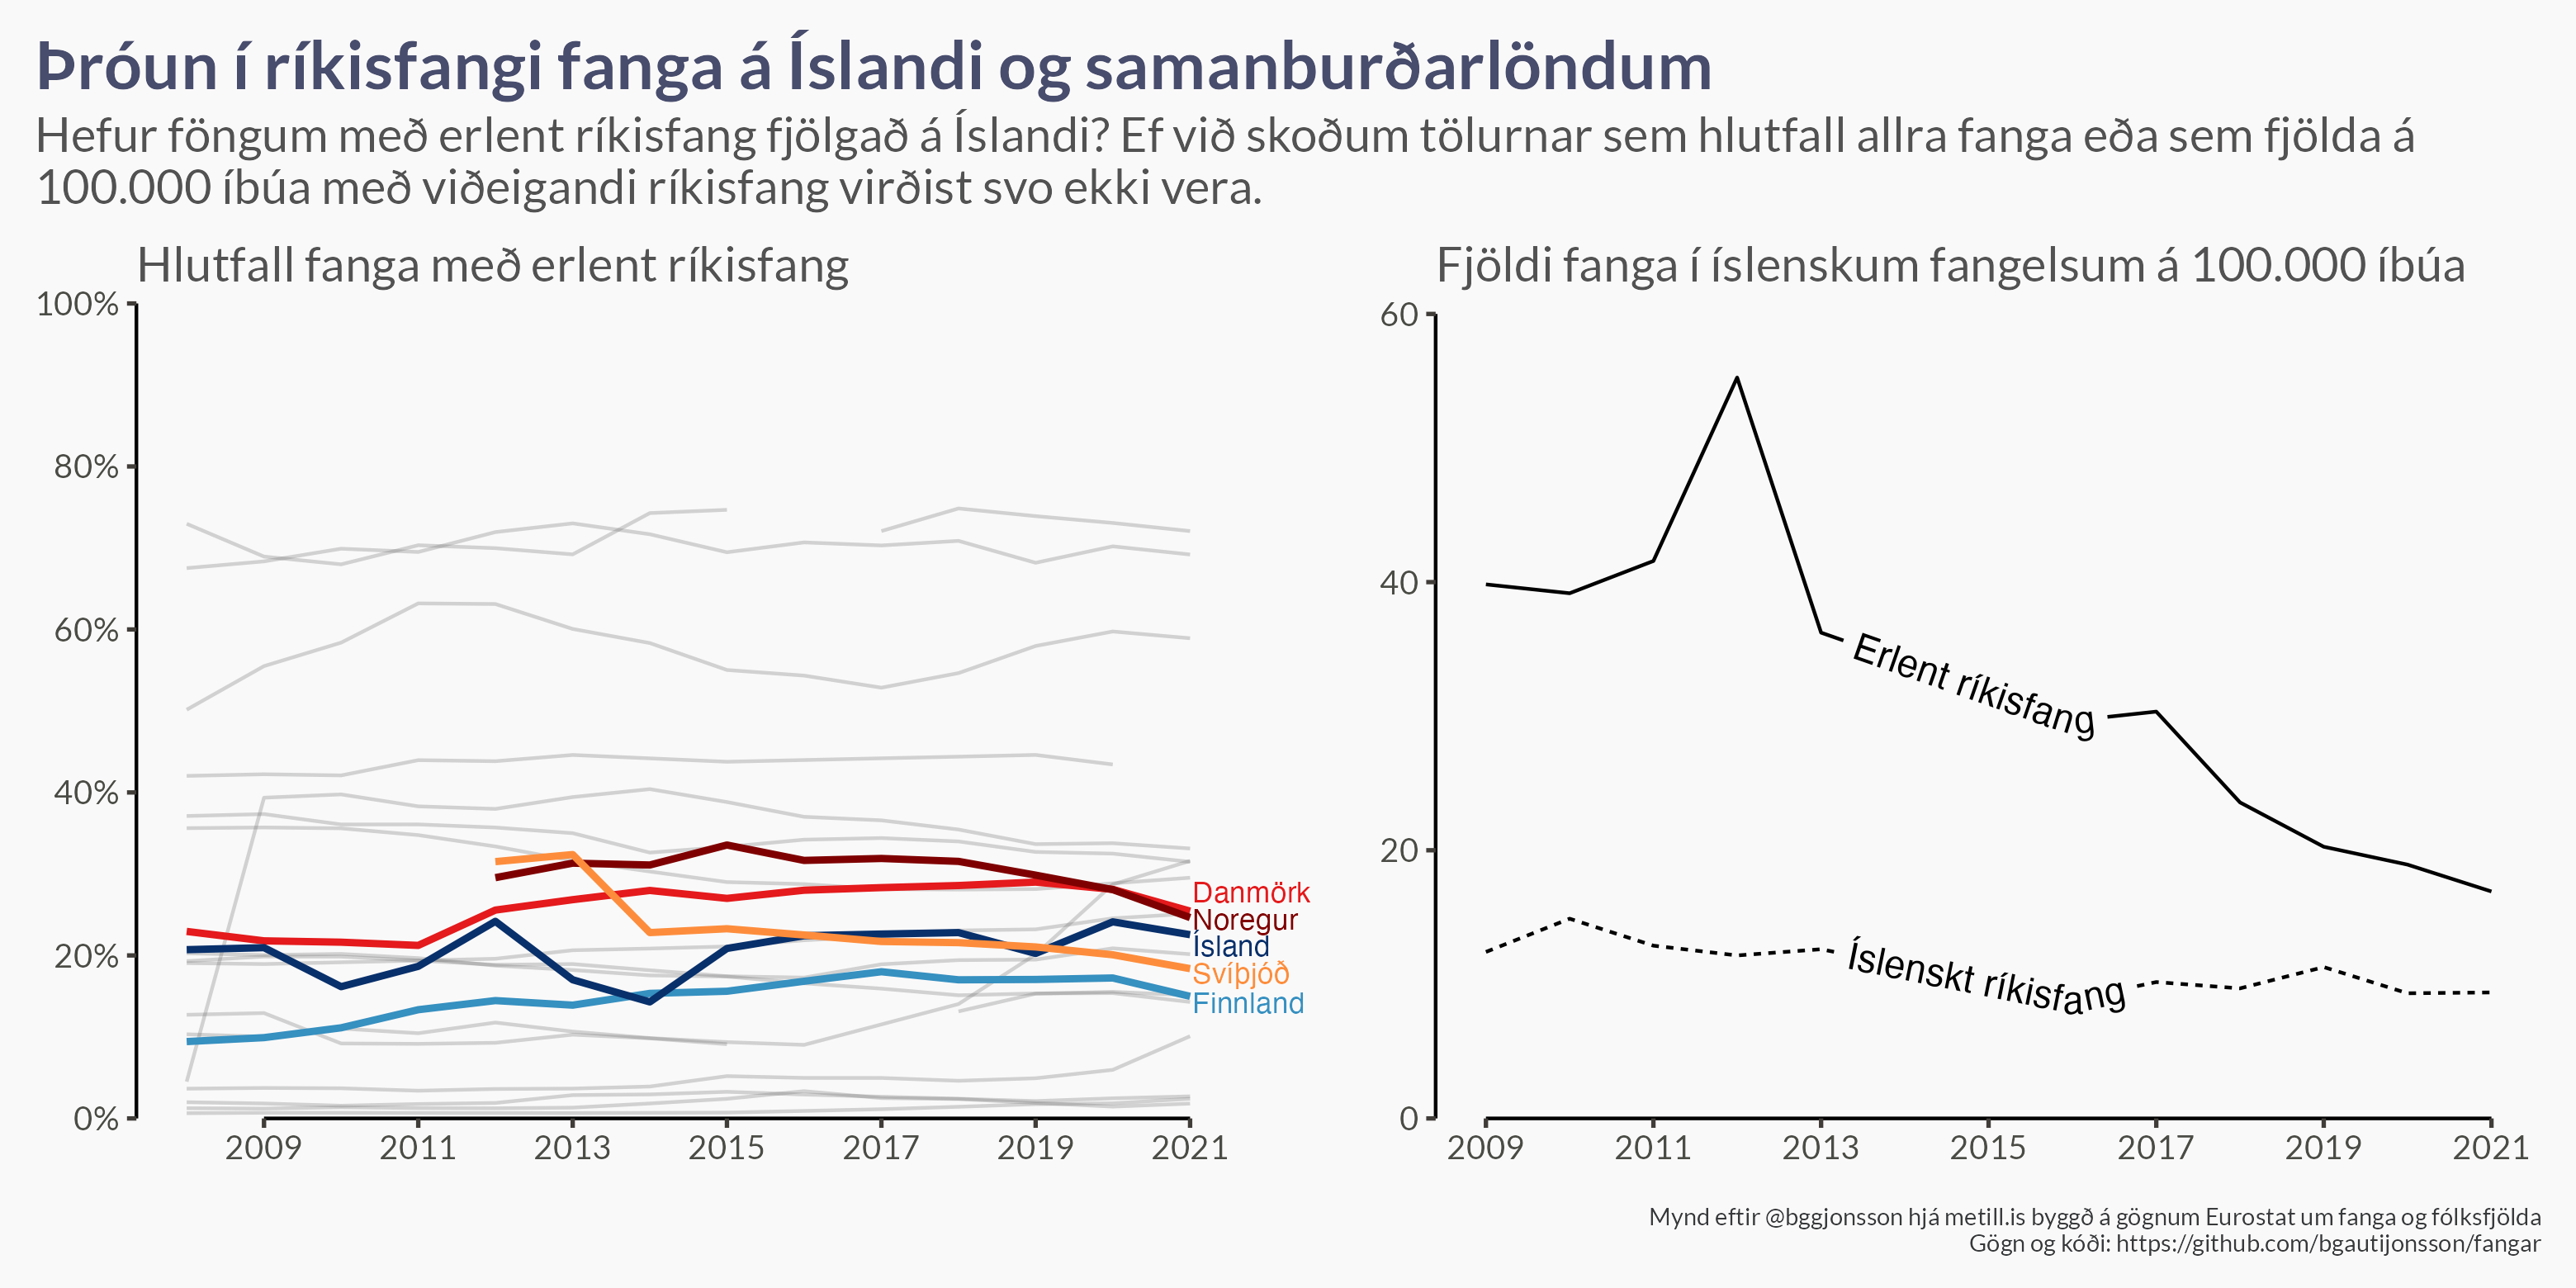 Þróun í ríkisfangi fanga á Íslandi og samanburðarlöndum
Hefur föngum með erlent ríkisfang fjölgað á Íslandi? Ef við skoðum tölurnar sem hlutfall allra fanga eða sem fjölda á
100.000 íbúa með viðeigandi ríkisfang virðist svo ekki vera.
Hlutfall fanga með erlent ríkisfang
100%
80%
60%
40%
20%
0%
Danmörk
Noregur
Ísland
Svíþjóð
Finnland
2009 2011 2013 2015 2017 2019 2021
Fjöldi fanga í íslenskum fangelsum á 100.000 íbúa
60
40
20
0
Erlent ríkisfang
Íslenskt ríkisfang
2009 2011 2013 2015 2017 2019 2021
Mynd eftir @bggjonsson hjá metill.is byggð á gögnum Eurostat um fanga og fólksfjölda
Gögn og kóði: https://github.com/bgautijonsson/fangar